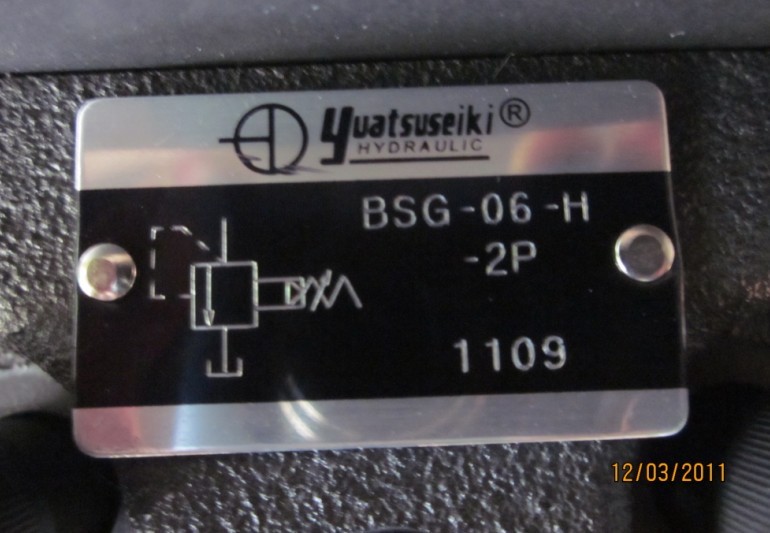 yuatsuseiki®
HYDRAULIC
BSG-06-H
-2P
1109
12/03/2011